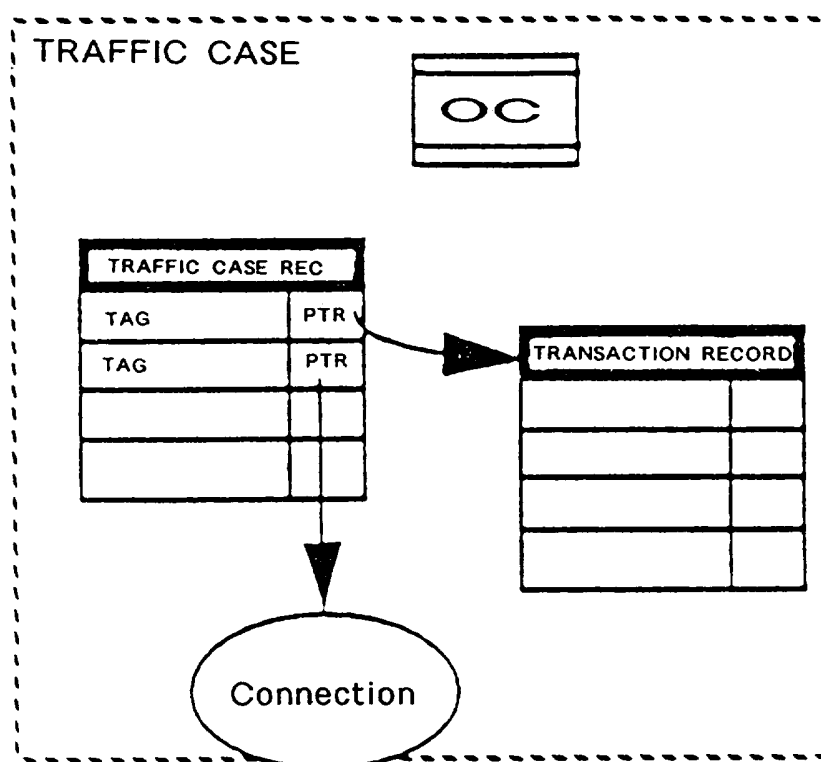 TRAFFIC CASE
OC
TRAFFIC CASE REC
TAG PTR
TAG PTR
TRANSACTION RECORD
Connection